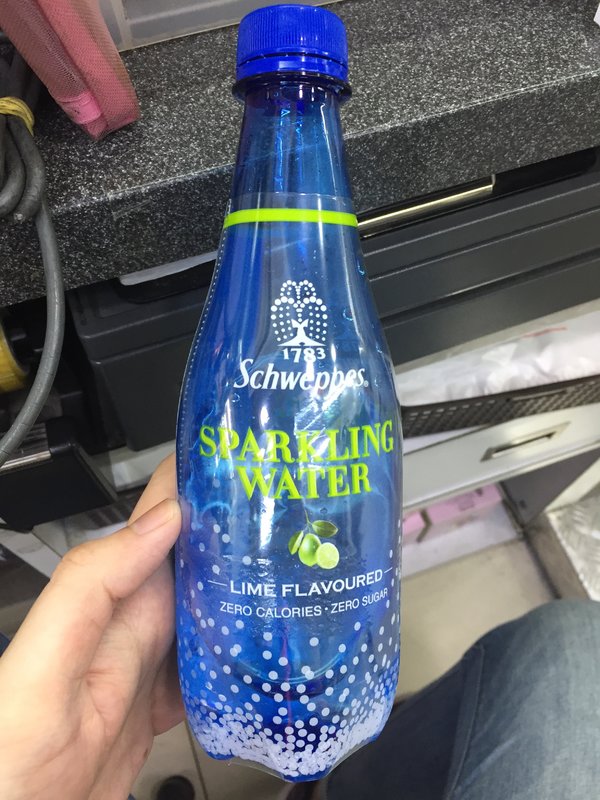 1783
Schweppes®
SPARKLING
WATER
LIME FLAVOURED
ZERO CALORIES • ZERO SUGAR